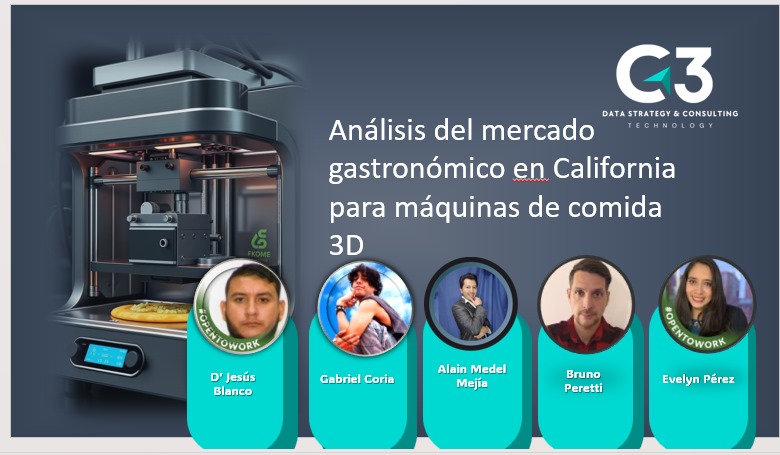 C3
DATA STRATEGY & CONSULTING
TECHNOLOGY
Análisis del mercado
gastronómico en California
para máquinas de comida
3D
#OPENTOWORK
#OPENTOWORK
D' Jesús
Blanco
Gabriel Coria
Alain Medel
Mejía
Bruno
Peretti
Evelyn Pérez